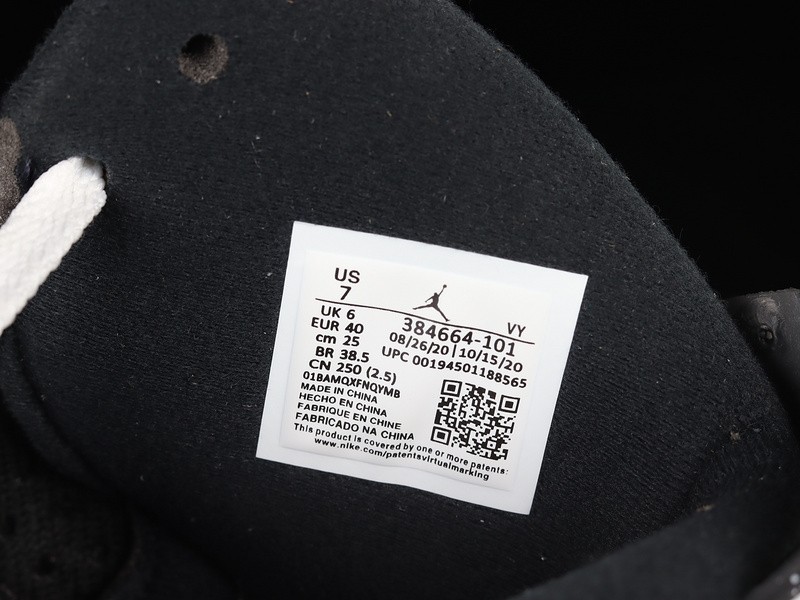 US
7
VY
UK 6
EUR 40
cm 25
BR 38.5
CN 250 (2.5)
384664-101
08/26/20 | 10/15/20
UPC 00194501188565
01BAMQXFNQYMB
MADE IN CHINA
HECHO EN CHINA
FABRIQUE EN CHINE
FABRICADO NA CHINA
This product is covered by one or more patents:
www.nike.com/patentsvirtualmarking